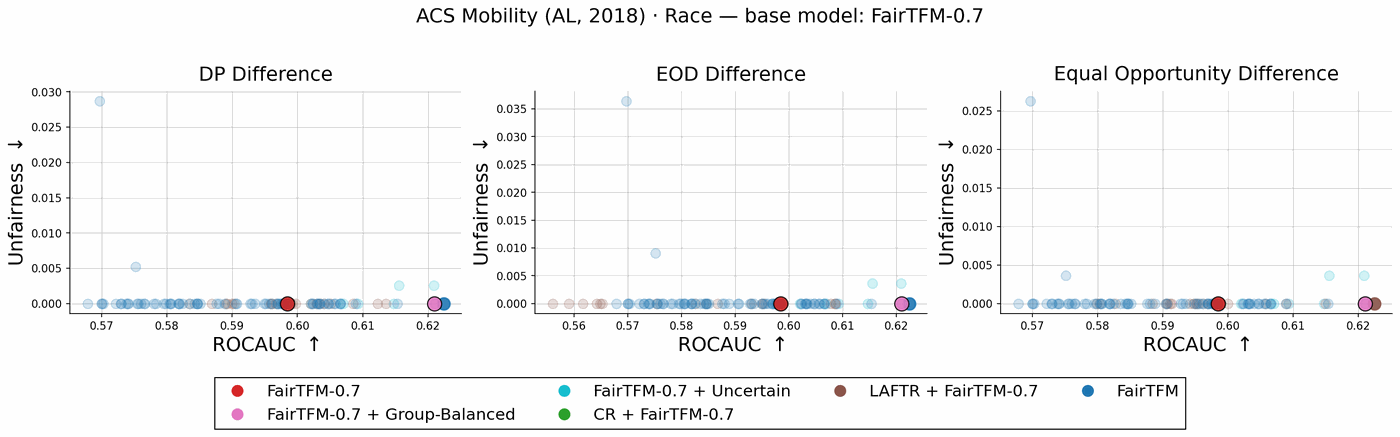 ACS Mobility (AL, 2018) · Race — base model: FairTFM-0.7
DP Difference
EOD Difference
Equal Opportunity Difference
Unfairness ↓
0.030
0.025
0.020
0.015
0.010
0.005
0.000
0.57 0.58 0.59 0.60 0.61 0.62
ROCAUC ↑
Unfairness ↓
0.035
0.030
0.025
0.020
0.015
0.010
0.005
0.000
0.56 0.57 0.58 0.59 0.60 0.61 0.62
ROCAUC ↑
Unfairness ↓
0.025
0.020
0.015
0.010
0.005
0.000
0.57 0.58 0.59 0.60 0.61 0.62
ROCAUC ↑
FairTFM-0.7
FairTFM-0.7 + Group-Balanced
FairTFM-0.7 + Uncertain
CR + FairTFM-0.7
LAFTR + FairTFM-0.7
FairTFM